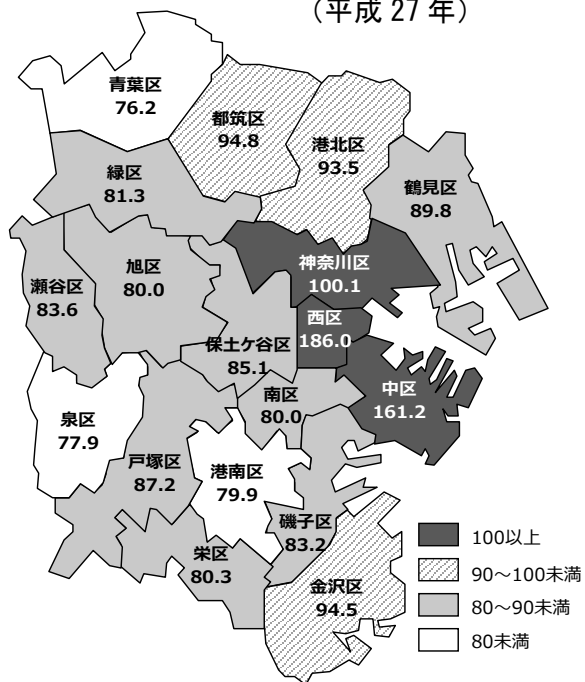 （平成 27 年）
青葉区
76.2
都筑区
94.8
港北区
93.5
緑区
81.3
鶴見区
89.8
神奈川区
100.1
瀬谷区
83.6
旭区
80.0
西区
186.0
保土ケ谷区
85.1
中区
161.2
南区
80.0
泉区
77.9
戸塚区
87.2
港南区
79.9
磯子区
83.2
栄区
80.3
金沢区
94.5
100以上
90～100未満
80～90未満
80未満